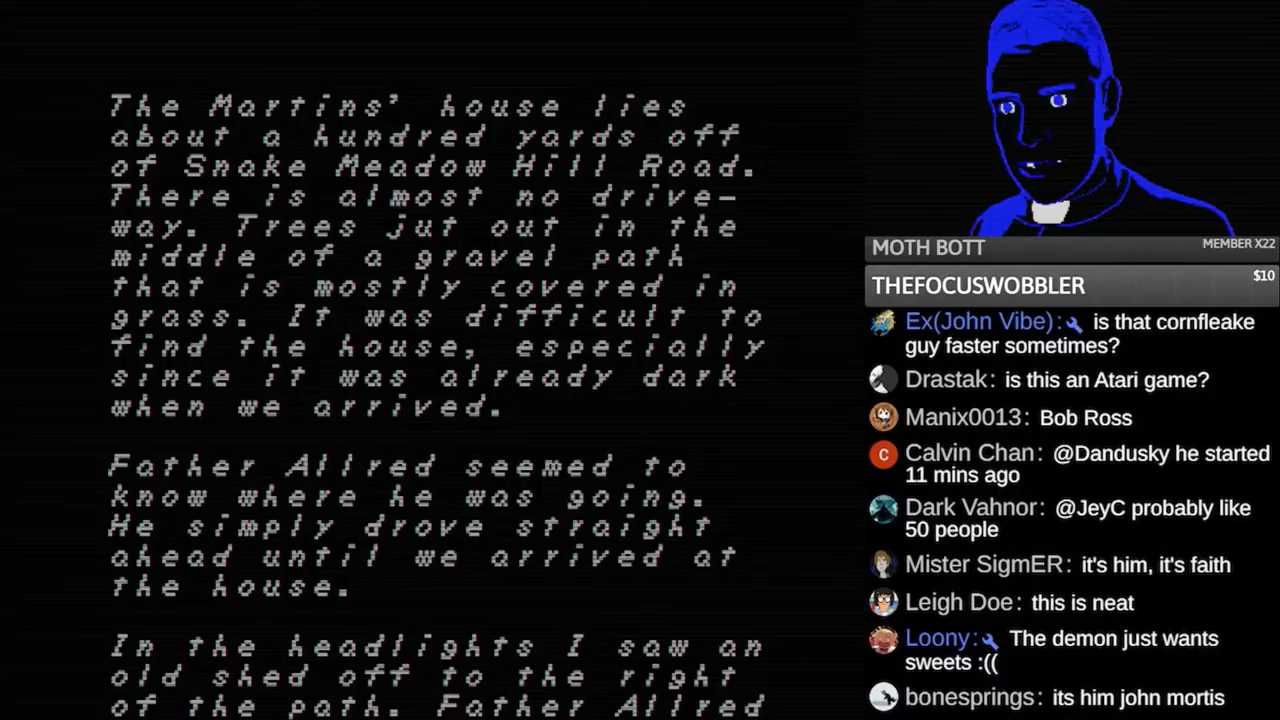 The Martins' house lies
about a hundred yards off
of Snake Meadow Hill Road.
There is almost no drive-
way. Trees jut out in the
middle of a gravel path
that is mostly covered in
grass. It was difficult to
find the house, especially
since it was already dark
when we arrived.
Father Allred seemed to
know where he was going.
He simply drove straight
ahead until we arrived at
the house.
In the headlights I saw an
old shed off to the right
of the path. Father Allred
MOTH BOTT MEMBER X22
THEFOCUSWOBBLER $10
Ex(John Vibe): is that cornfleake
guy faster sometimes?
Drastak: is this an Atari game?
Manix0013: Bob Ross
C Calvin Chan: @Dandusky he started
11 mins ago
Dark Vahnor: @JeyC probably like
50 people
Mister SigmER: it's him, it's faith
Leigh Doe: this is neat
Loony: The demon just wants
sweets :((
bonesprings: its him john mortis